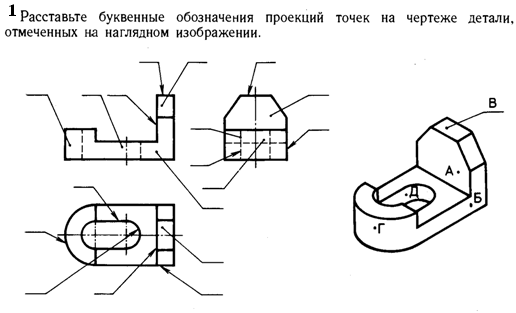 1 Расставьте буквенные обозначения проекций точек на чертеже детали,
отмеченных на наглядном изображении.
В
А
Д
Б
Г